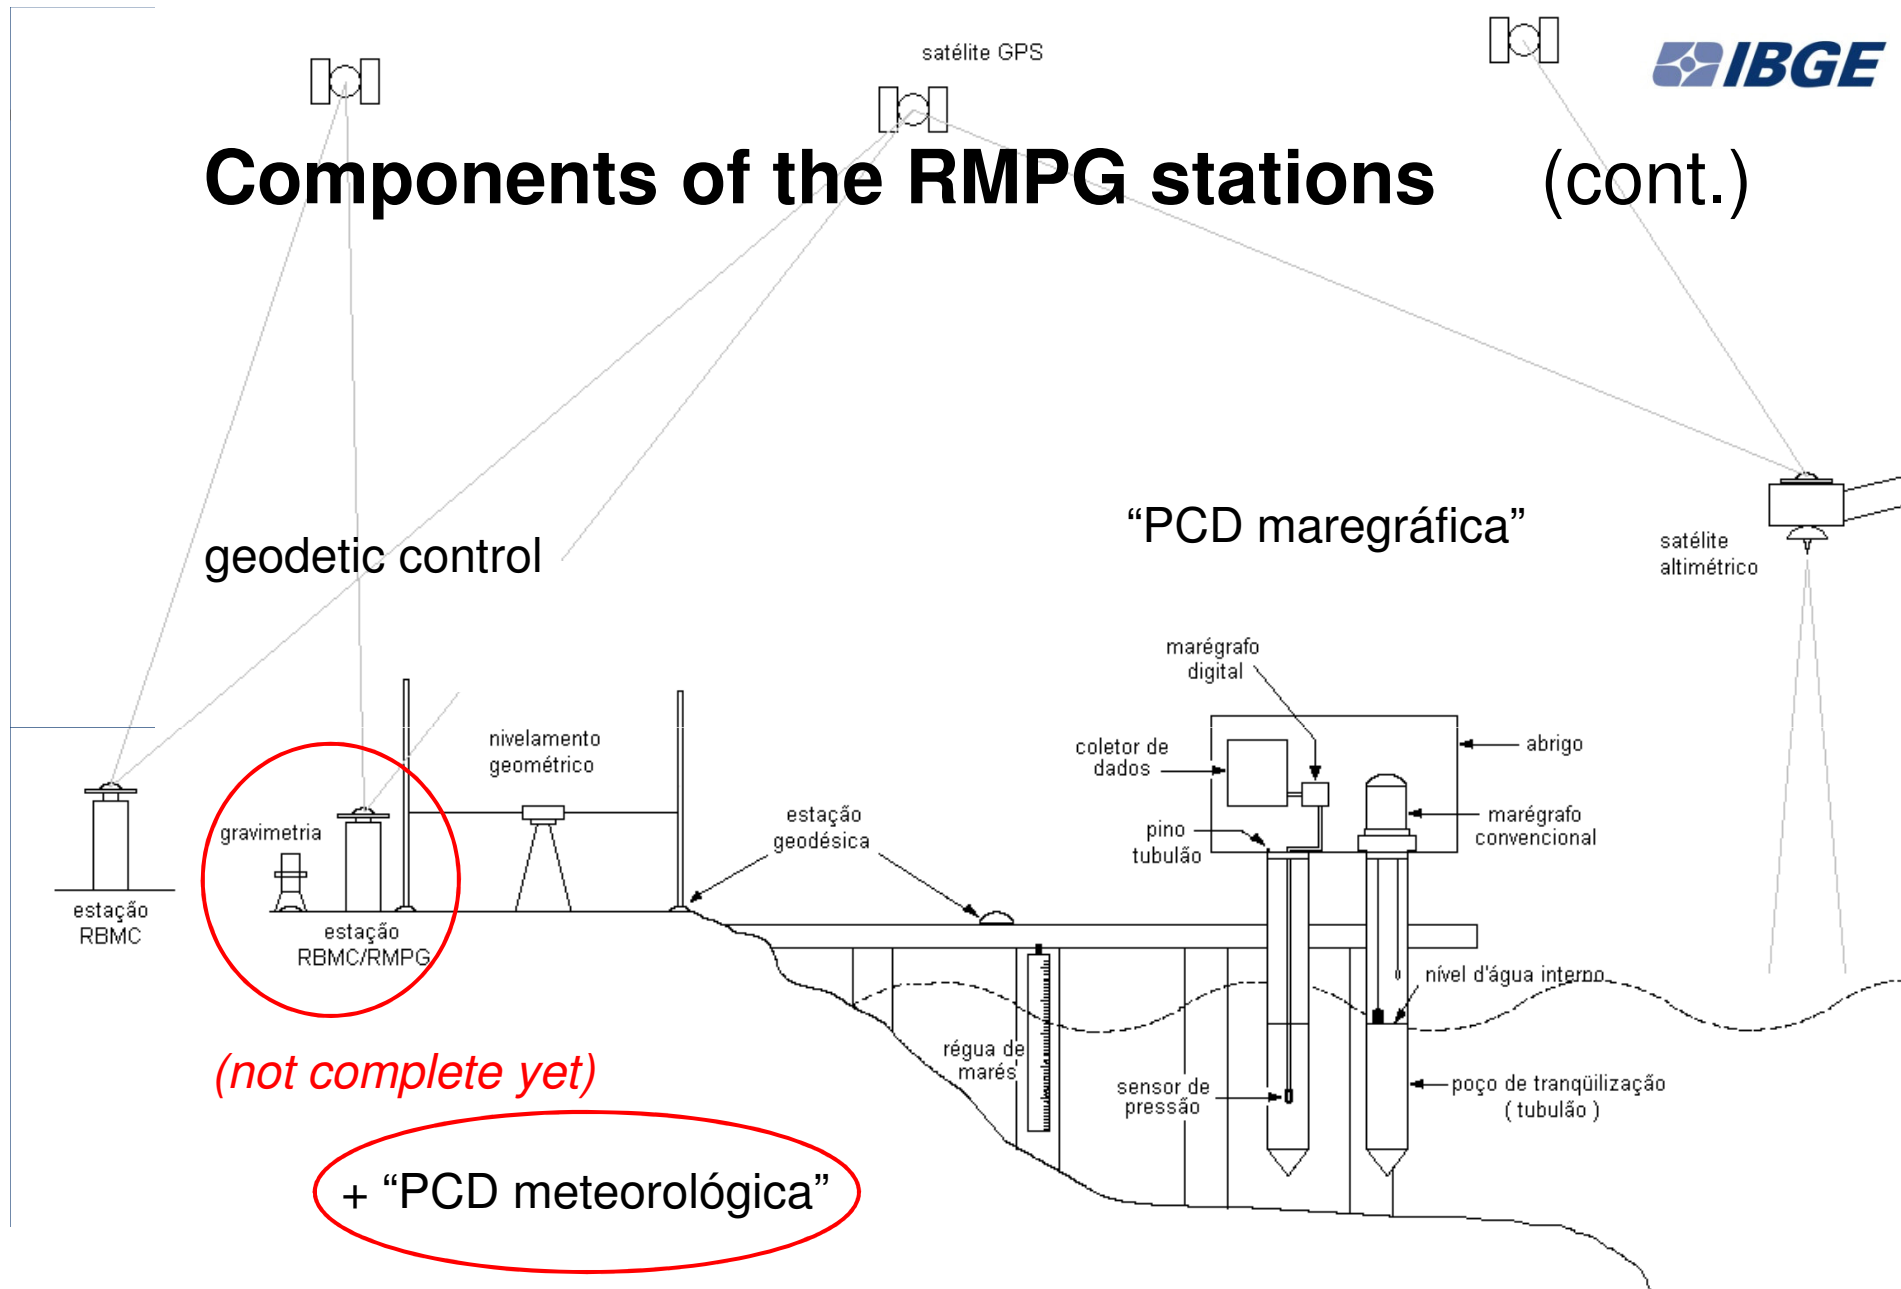 satélite GPS
IBGE
Components of the RMPG stations (cont.)
geodetic control
“PCD maregráfica”
satélite
altimétrico
marégrafo
digital
nivelamento
geométrico
coletor de
dados
abrigo
gravimetria
estação
geodésica
pino
tubulão
marégrafo
convencional
estação
RBMC
estação
RBMC/RMPG
nível d'água interno
régua de
marés
sensor de
pressão
poço de tranqüilização
( tubulão )
(not complete yet)
+ “PCD meteorológica”